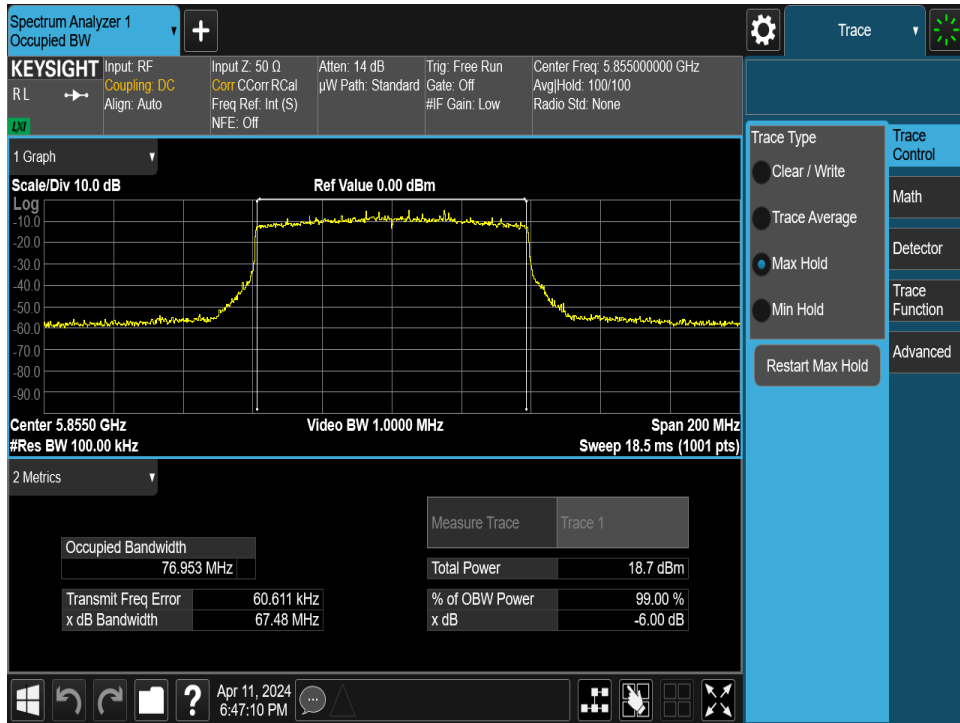 Spectrum Analyzer 1
Occupied BW
+
Trace
KEYSIGHT
R L
LXI
Input: RF
Coupling: DC
Align: Auto
Input Z: 50 Ω
Corr CCorr RCal
Freq Ref: Int (S)
NFE: Off
Atten: 14 dB
µW Path: Standard
Trig: Free Run
Gate: Off
#IF Gain: Low
Center Freq: 5.855000000 GHz
Avg|Hold: 100/100
Radio Std: None
1 Graph
Scale/Div 10.0 dB
Ref Value 0.00 dBm
Log
-10.0
-20.0
-30.0
-40.0
-50.0
-60.0
-70.0
-80.0
-90.0
Center 5.8550 GHz
#Res BW 100.00 kHz
Video BW 1.0000 MHz
Span 200 MHz
Sweep 18.5 ms (1001 pts)
2 Metrics
Measure Trace Trace 1
Occupied Bandwidth
76.953 MHz
Total Power 18.7 dBm
Transmit Freq Error 60.611 kHz
% of OBW Power 99.00 %
x dB Bandwidth 67.48 MHz
x dB -6.00 dB
Trace Type
Clear / Write
Trace Average
Max Hold
Min Hold
Restart Max Hold
Trace
Control
Math
Detector
Trace
Function
Advanced
?
Apr 11, 2024
6:47:10 PM